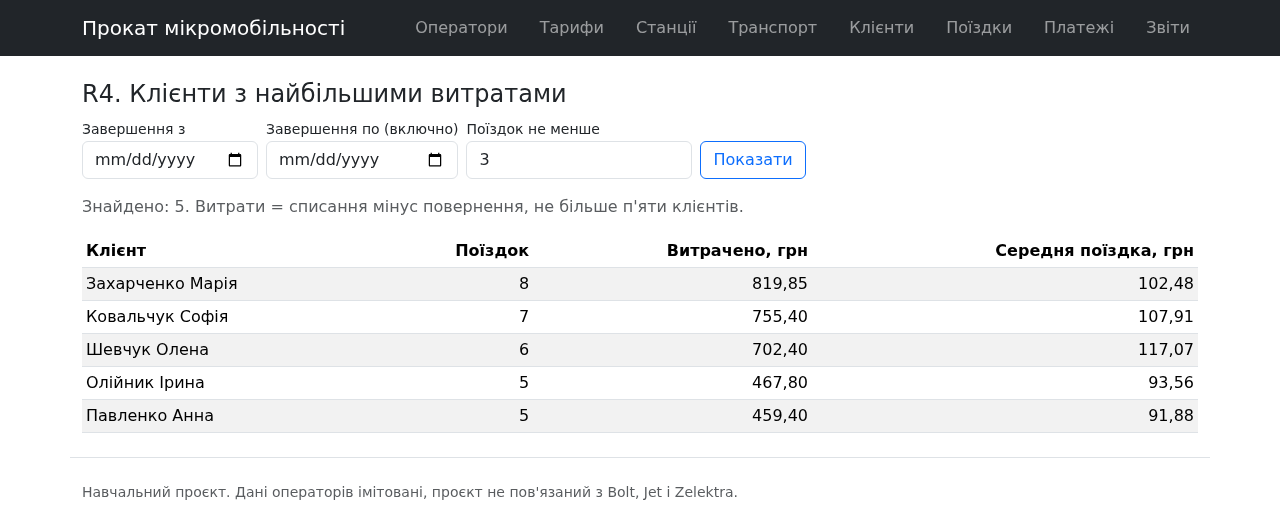 Прокат мікромобільності Оператори Тарифи Станції Транспорт Клієнти Поїздки Платежі Звіти
R4. Клієнти з найбільшими витратами
Завершення з Завершення по (включно) Поїздок не менше
mm/dd/yyyy mm/dd/yyyy 3 Показати
Знайдено: 5. Витрати = списання мінус повернення, не більше п'яти клієнтів.
Клієнт Поїздок Витрачено, грн Середня поїздка, грн
Захарченко Марія 8 819,85 102,48
Ковальчук Софія 7 755,40 107,91
Шевчук Олена 6 702,40 117,07
Олійник Ірина 5 467,80 93,56
Павленко Анна 5 459,40 91,88
Навчальний проєкт. Дані операторів імітовані, проєкт не пов'язаний з Bolt, Jet і Zelektra.